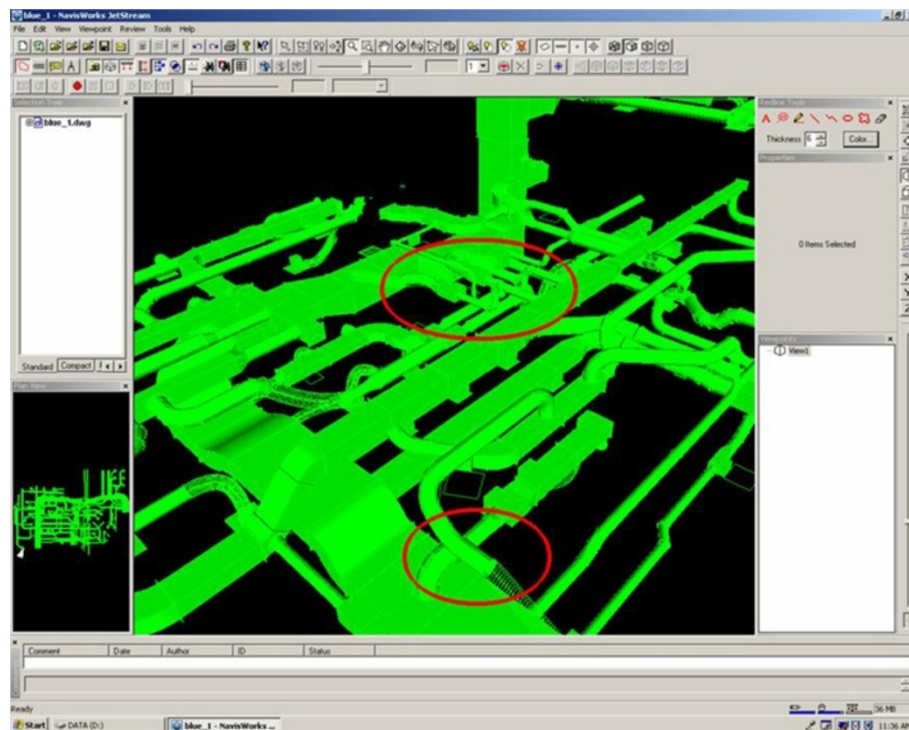 blue_1 - NavisWorks JetStream
File Edit View Viewpoint Review Tools Help
1
Selection Tree
blue_1.dwg
Standard Compact
Plan View
Redline Tools
Thickness 6 Color...
Properties
0 Items Selected
Viewpoints
View1
X
Y
Z
Comment Date Author ID Status
Ready
36 MB
Start DATA (D:) blue_1 - NavisWorks ... 11:36 AM